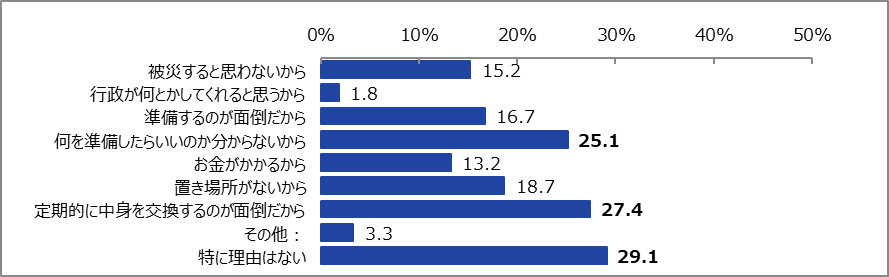 0% 10% 20% 30% 40% 50%
被災すると思わないから 15.2
行政が何とかしてくれると思うから 1.8
準備するのが面倒だから 16.7
何を準備したらいいのか分からないから 25.1
お金がかかるから 13.2
置き場所がないから 18.7
定期的に中身を交換するのが面倒だから 27.4
その他： 3.3
特に理由はない 29.1